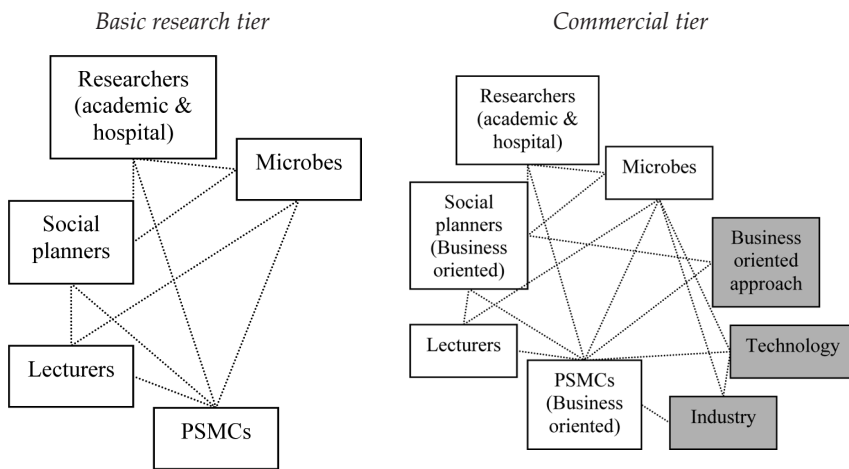 Basic research tier
Researchers
(academic &
hospital)
Microbes
Social
planners
Lecturers
PSMCs
Commercial tier
Researchers
(academic &
hospital)
Microbes
Social
planners
(Business
oriented)
Business
oriented
approach
Lecturers
Technology
PSMCs
(Business
oriented)
Industry